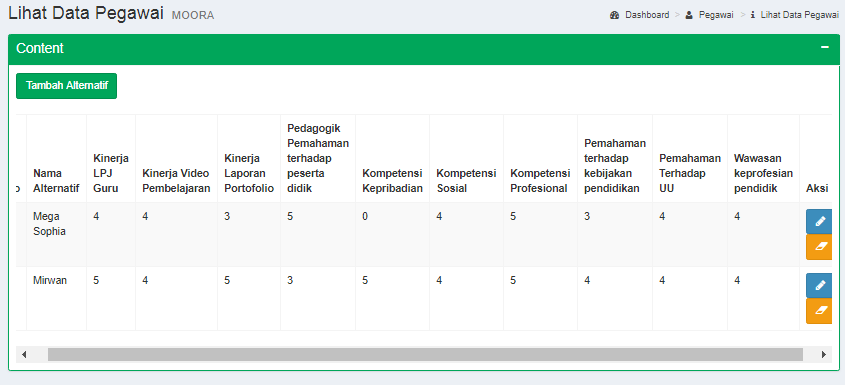 Lihat Data Pegawai MOORA
Dashboard > Pegawai > Lihat Data Pegawai
Content
Tambah Alternatif
o
Nama Alternatif
Kinerja LPJ Guru
Kinerja Video Pembelajaran
Kinerja Laporan Portofolio
Pedagogik Pemahaman terhadap peserta didik
Kompetensi Kepribadian
Kompetensi Sosial
Kompetensi Profesional
Pemahaman terhadap kebijakan pendidikan
Pemahaman Terhadap UU
Wawasan keprofesian pendidik
Aksi
Mega Sophia 4 4 3 5 0 4 5 3 4 4
Mirwan 5 4 5 3 5 4 5 4 4 4